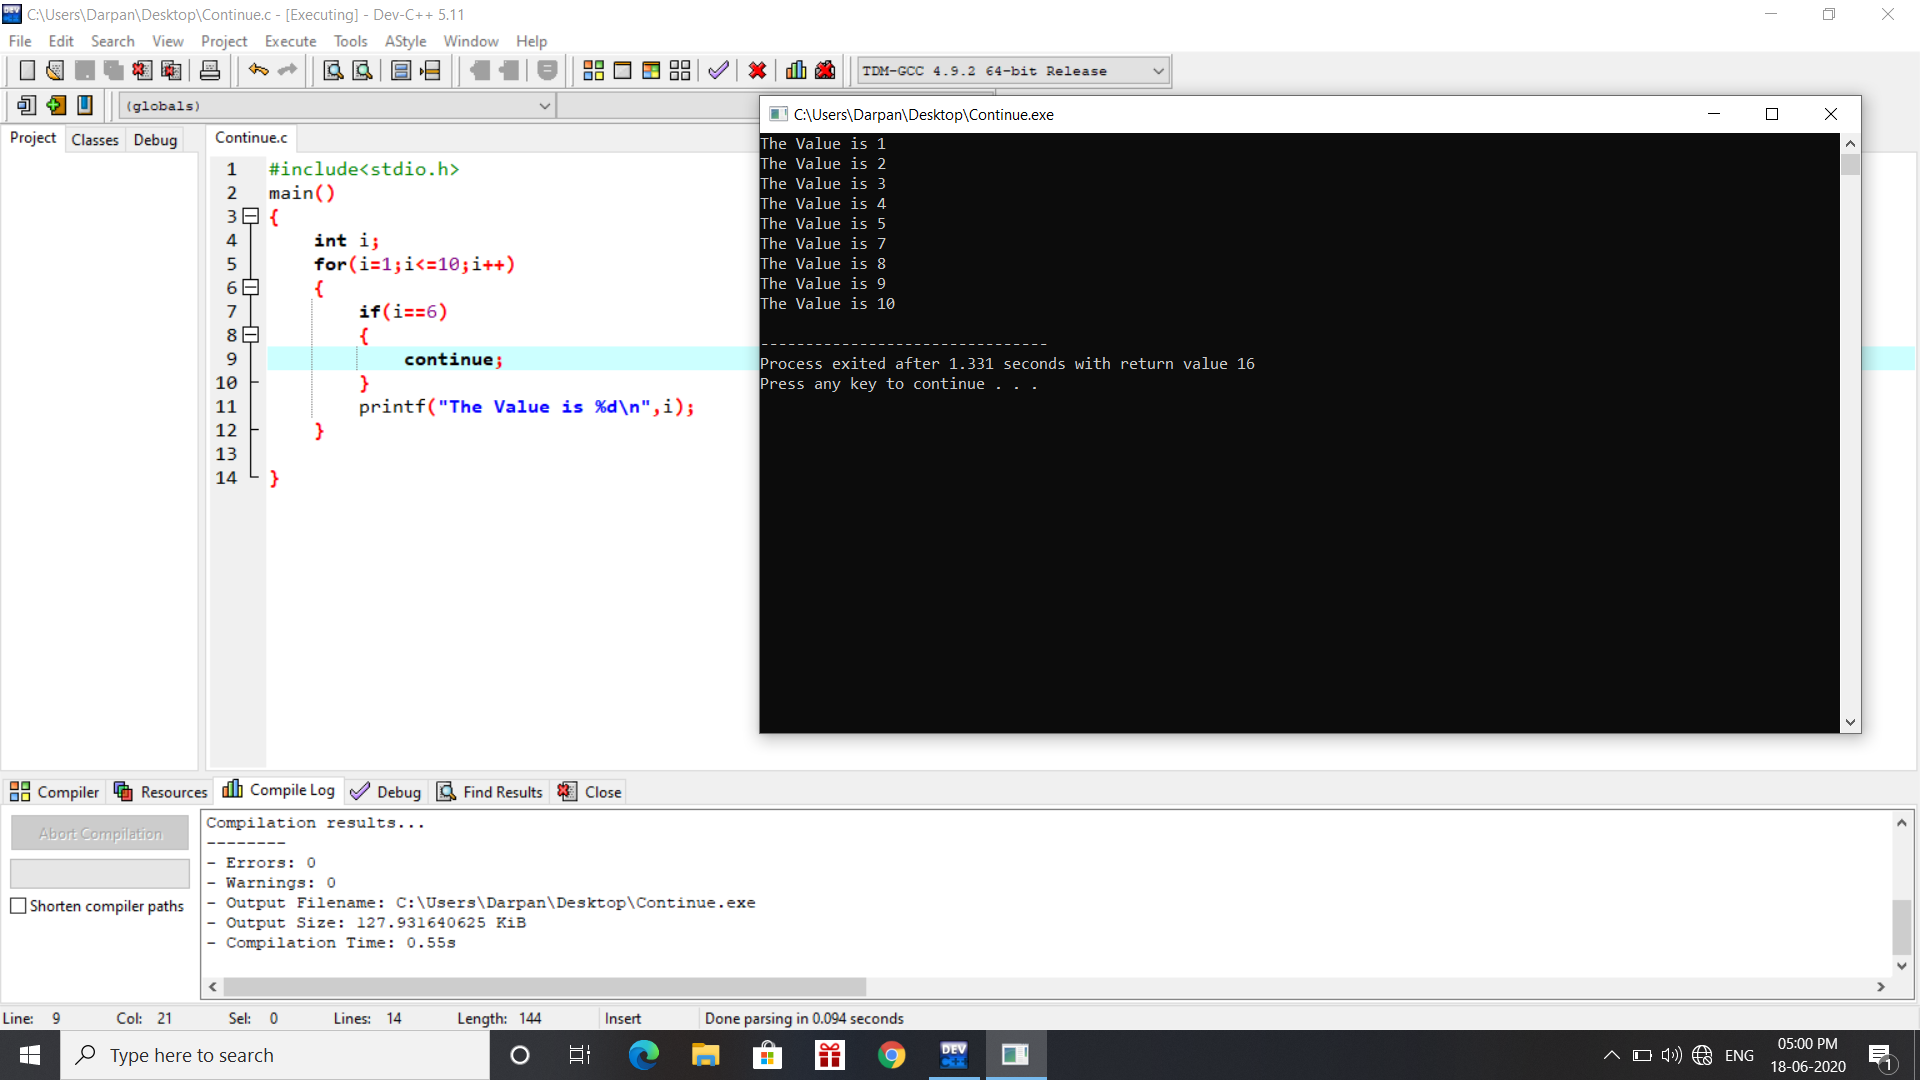 C:\Users\Darpan\Desktop\Continue.c - [Executing] - Dev-C++ 5.11
File Edit Search View Project Execute Tools AStyle Window Help
TDM-GCC 4.9.2 64-bit Release
(globals)
Project Classes Debug
Continue.c
1 #include<stdio.h>
2 main()
3 {
4 int i;
5 for(i=1;i<=10;i++)
6 {
7 if(i==6)
8 {
9 continue;
10 }
11 printf("The Value is %d\n",i);
12 }
13
14 }
C:\Users\Darpan\Desktop\Continue.exe
The Value is 1
The Value is 2
The Value is 3
The Value is 4
The Value is 5
The Value is 7
The Value is 8
The Value is 9
The Value is 10
--------------------------------
Process exited after 1.331 seconds with return value 16
Press any key to continue . . .
Compiler Resources Compile Log Debug Find Results Close
Abort Compilation
Shorten compiler paths
Compilation results...
--------
- Errors: 0
- Warnings: 0
- Output Filename: C:\Users\Darpan\Desktop\Continue.exe
- Output Size: 127.931640625 KiB
- Compilation Time: 0.55s
Line: 9 Col: 21 Sel: 0 Lines: 14 Length: 144 Insert Done parsing in 0.094 seconds
Type here to search
DEV C++
ENG
05:00 PM
18-06-2020
1